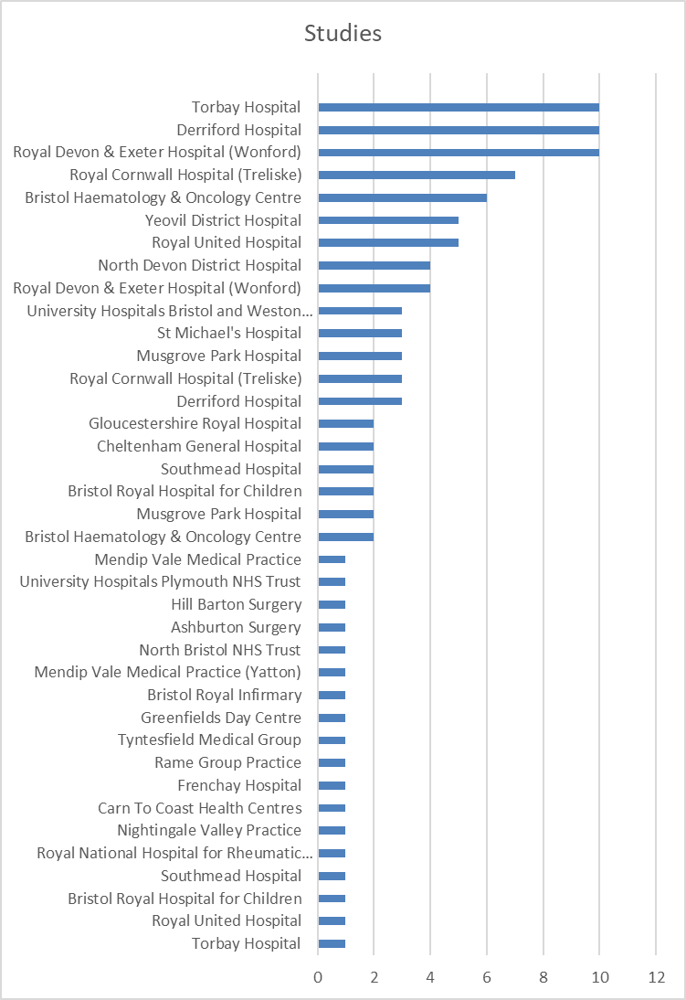 Studies
Torbay Hospital
Derriford Hospital
Royal Devon & Exeter Hospital (Wonford)
Royal Cornwall Hospital (Treliske)
Bristol Haematology & Oncology Centre
Yeovil District Hospital
Royal United Hospital
North Devon District Hospital
Royal Devon & Exeter Hospital (Wonford)
University Hospitals Bristol and Weston...
St Michael's Hospital
Musgrove Park Hospital
Royal Cornwall Hospital (Treliske)
Derriford Hospital
Gloucestershire Royal Hospital
Cheltenham General Hospital
Southmead Hospital
Bristol Royal Hospital for Children
Musgrove Park Hospital
Bristol Haematology & Oncology Centre
Mendip Vale Medical Practice
University Hospitals Plymouth NHS Trust
Hill Barton Surgery
Ashburton Surgery
North Bristol NHS Trust
Mendip Vale Medical Practice (Yatton)
Bristol Royal Infirmary
Greenfields Day Centre
Tyntesfield Medical Group
Rame Group Practice
Frenchay Hospital
Carn To Coast Health Centres
Nightingale Valley Practice
Royal National Hospital for Rheumatic...
Southmead Hospital
Bristol Royal Hospital for Children
Royal United Hospital
Torbay Hospital
0 2 4 6 8 10 12